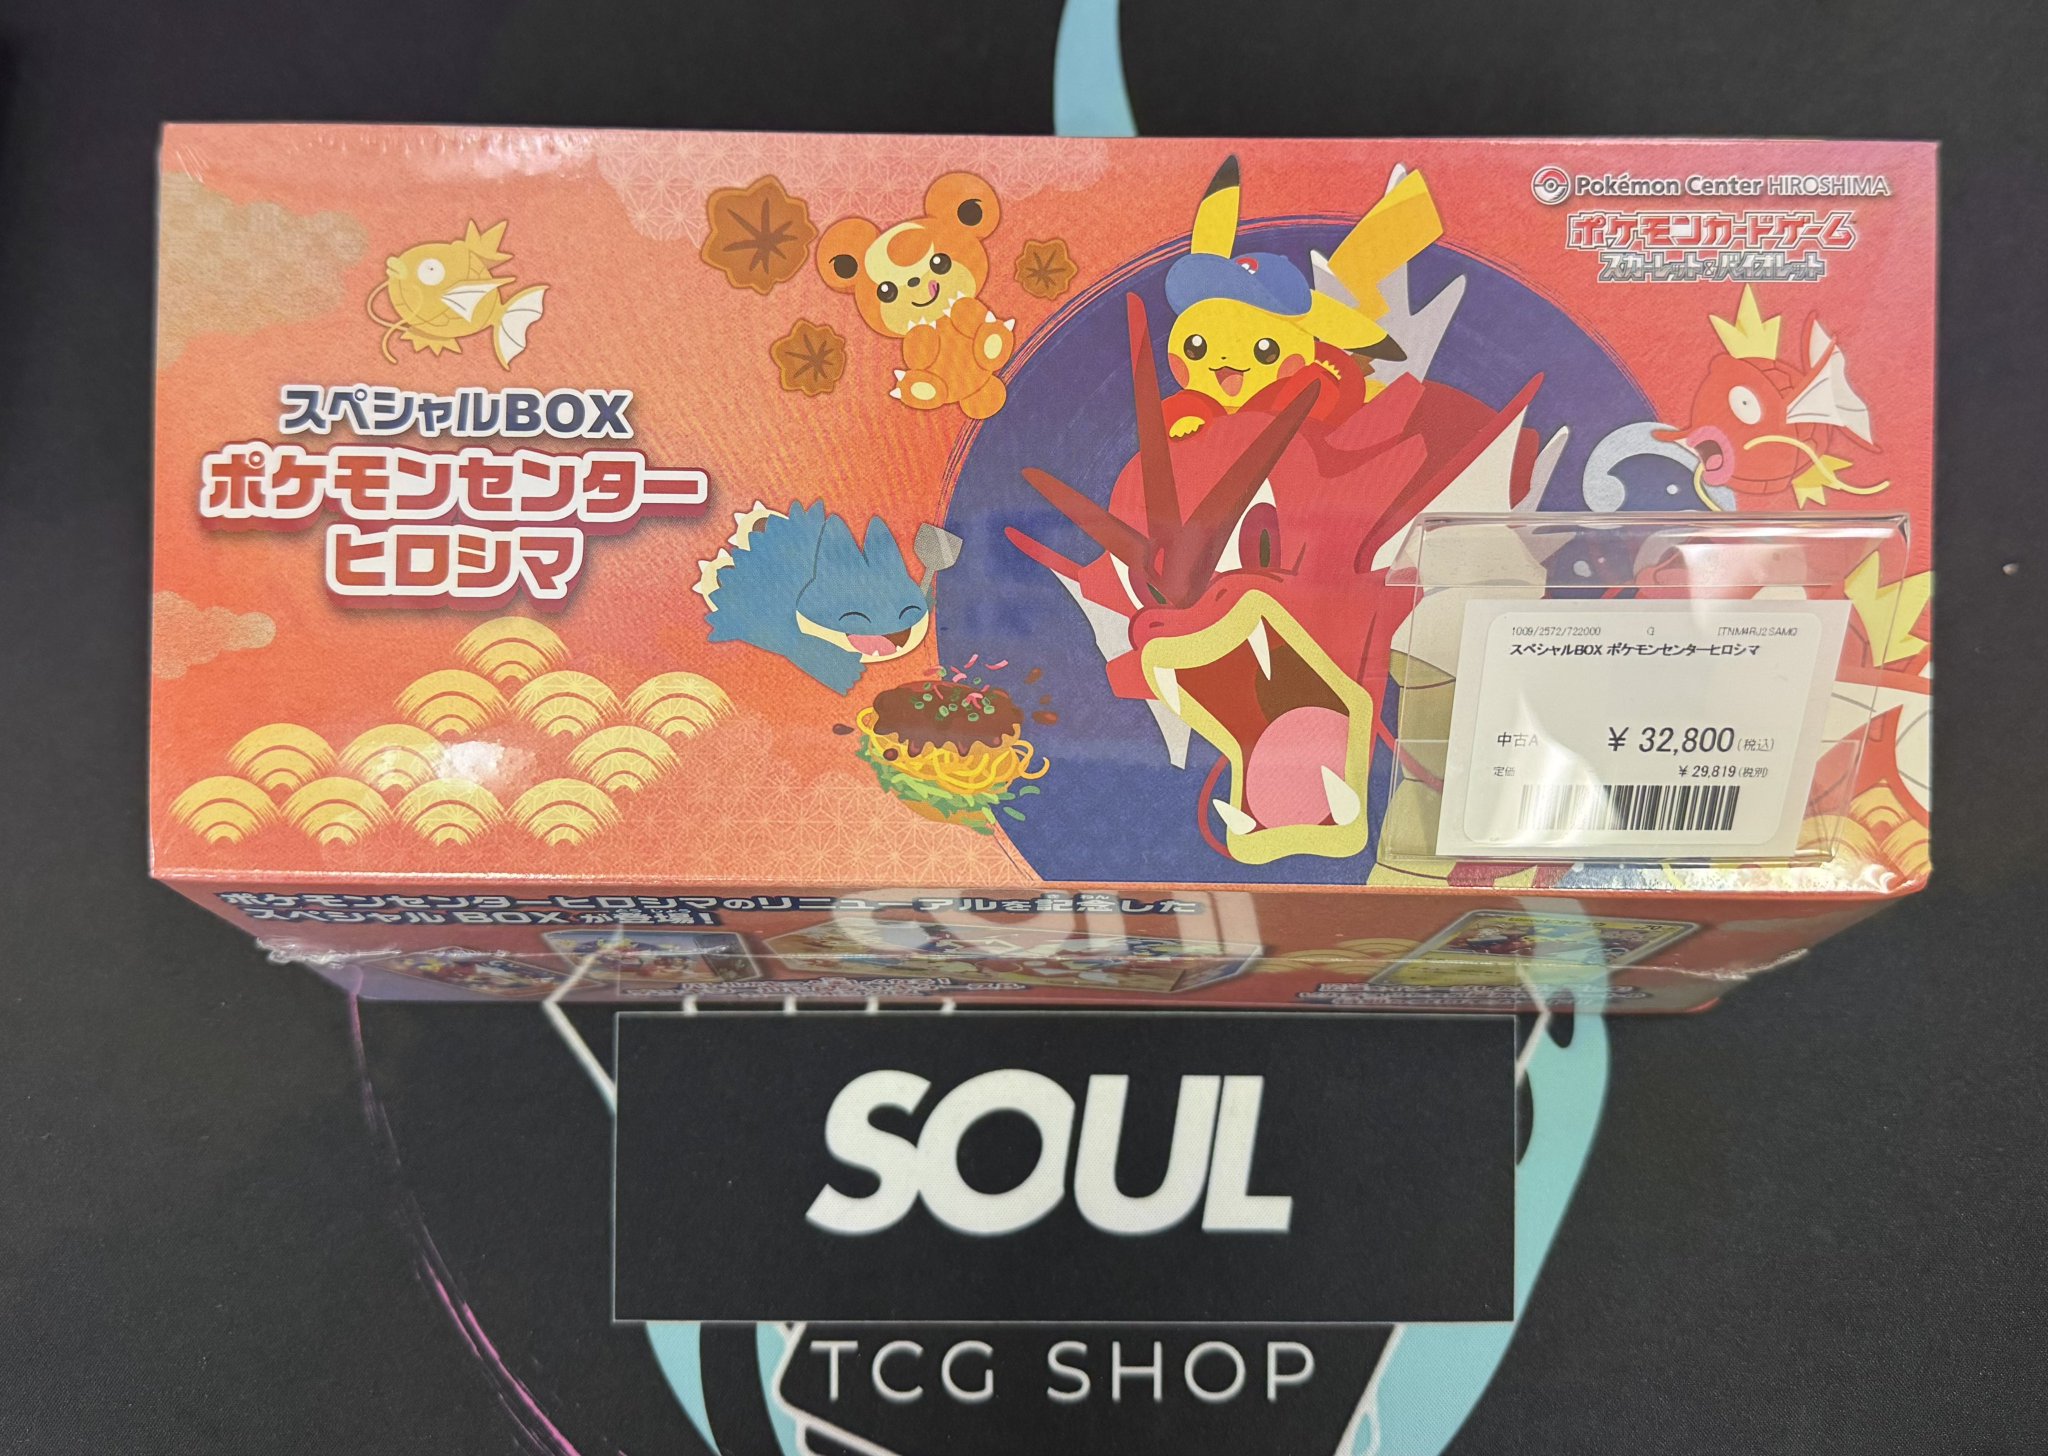 Pokémon Center HIROSHIMA
ポケモンカードゲーム
スカーレット&バイオレット
スペシャルBOX
ポケモンセンター
ヒロシマ
1009/2572/722000 G ITNM4RJ2SAMQ
スペシャルBOX ポケモンセンターヒロシマ
中古A ¥ 32,800(税込)
定価 ¥ 29,819(税別)
ポケモンセンターヒロシマのリニューアルを記念した
スペシャル BOX が登場!
SOUL
TCG SHOP